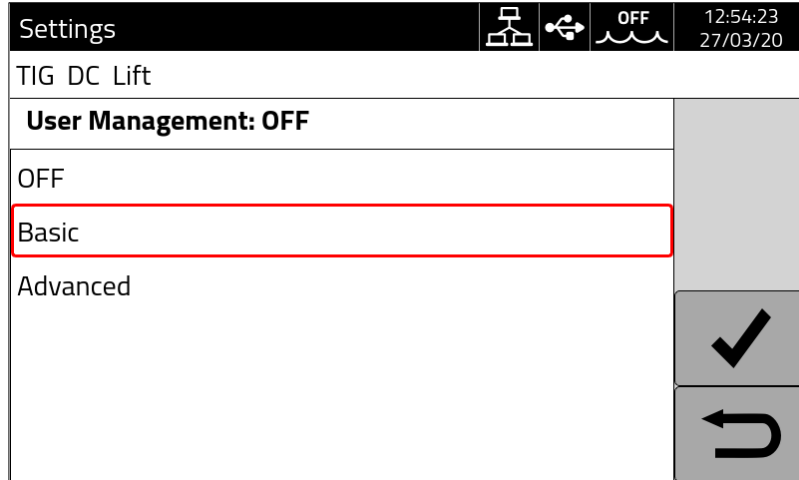 Settings
OFF
12:54:23
27/03/20
TIG DC Lift
User Management: OFF
OFF
Basic
Advanced